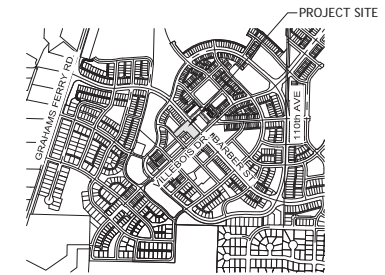 PROJECT SITE
GRAHAMS FERRY RD
110th AVE
VILLEBOIS DR
BARBER ST